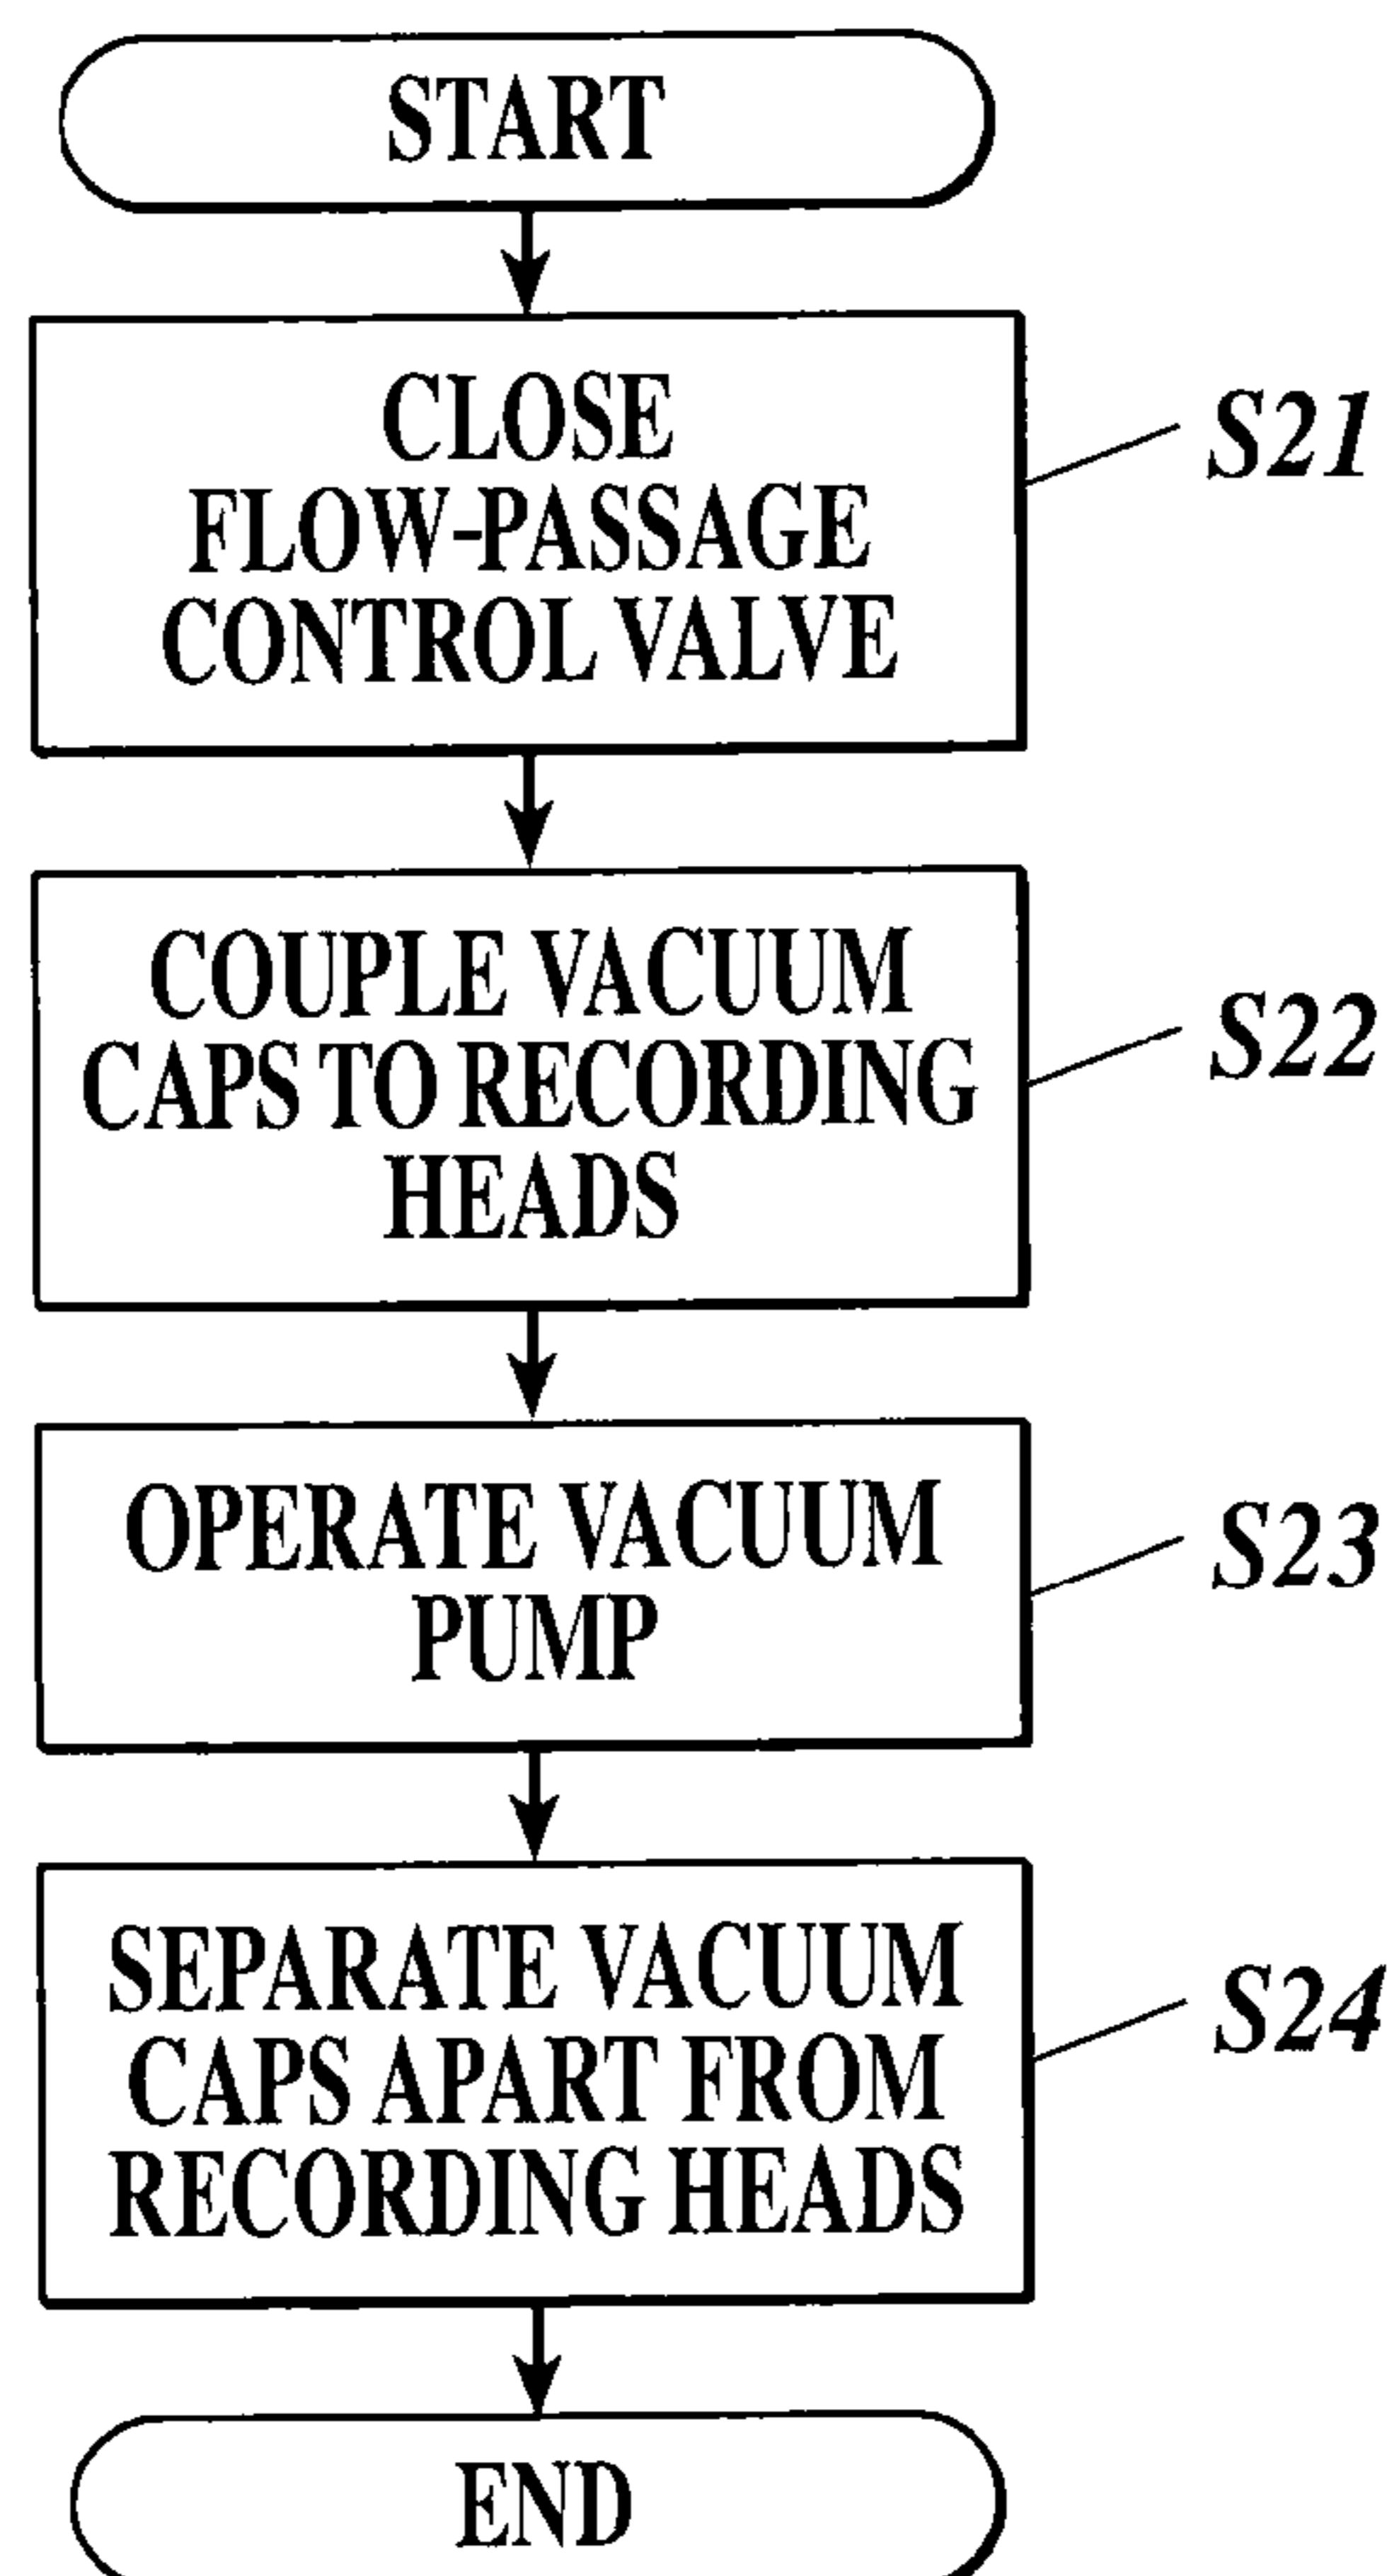 START
CLOSE
FLOW-PASSAGE
CONTROL VALVE
S21
COUPLE VACUUM
CAPS TO RECORDING
HEADS
S22
OPERATE VACUUM
PUMP
S23
SEPARATE VACUUM
CAPS APART FROM
RECORDING HEADS
S24
END